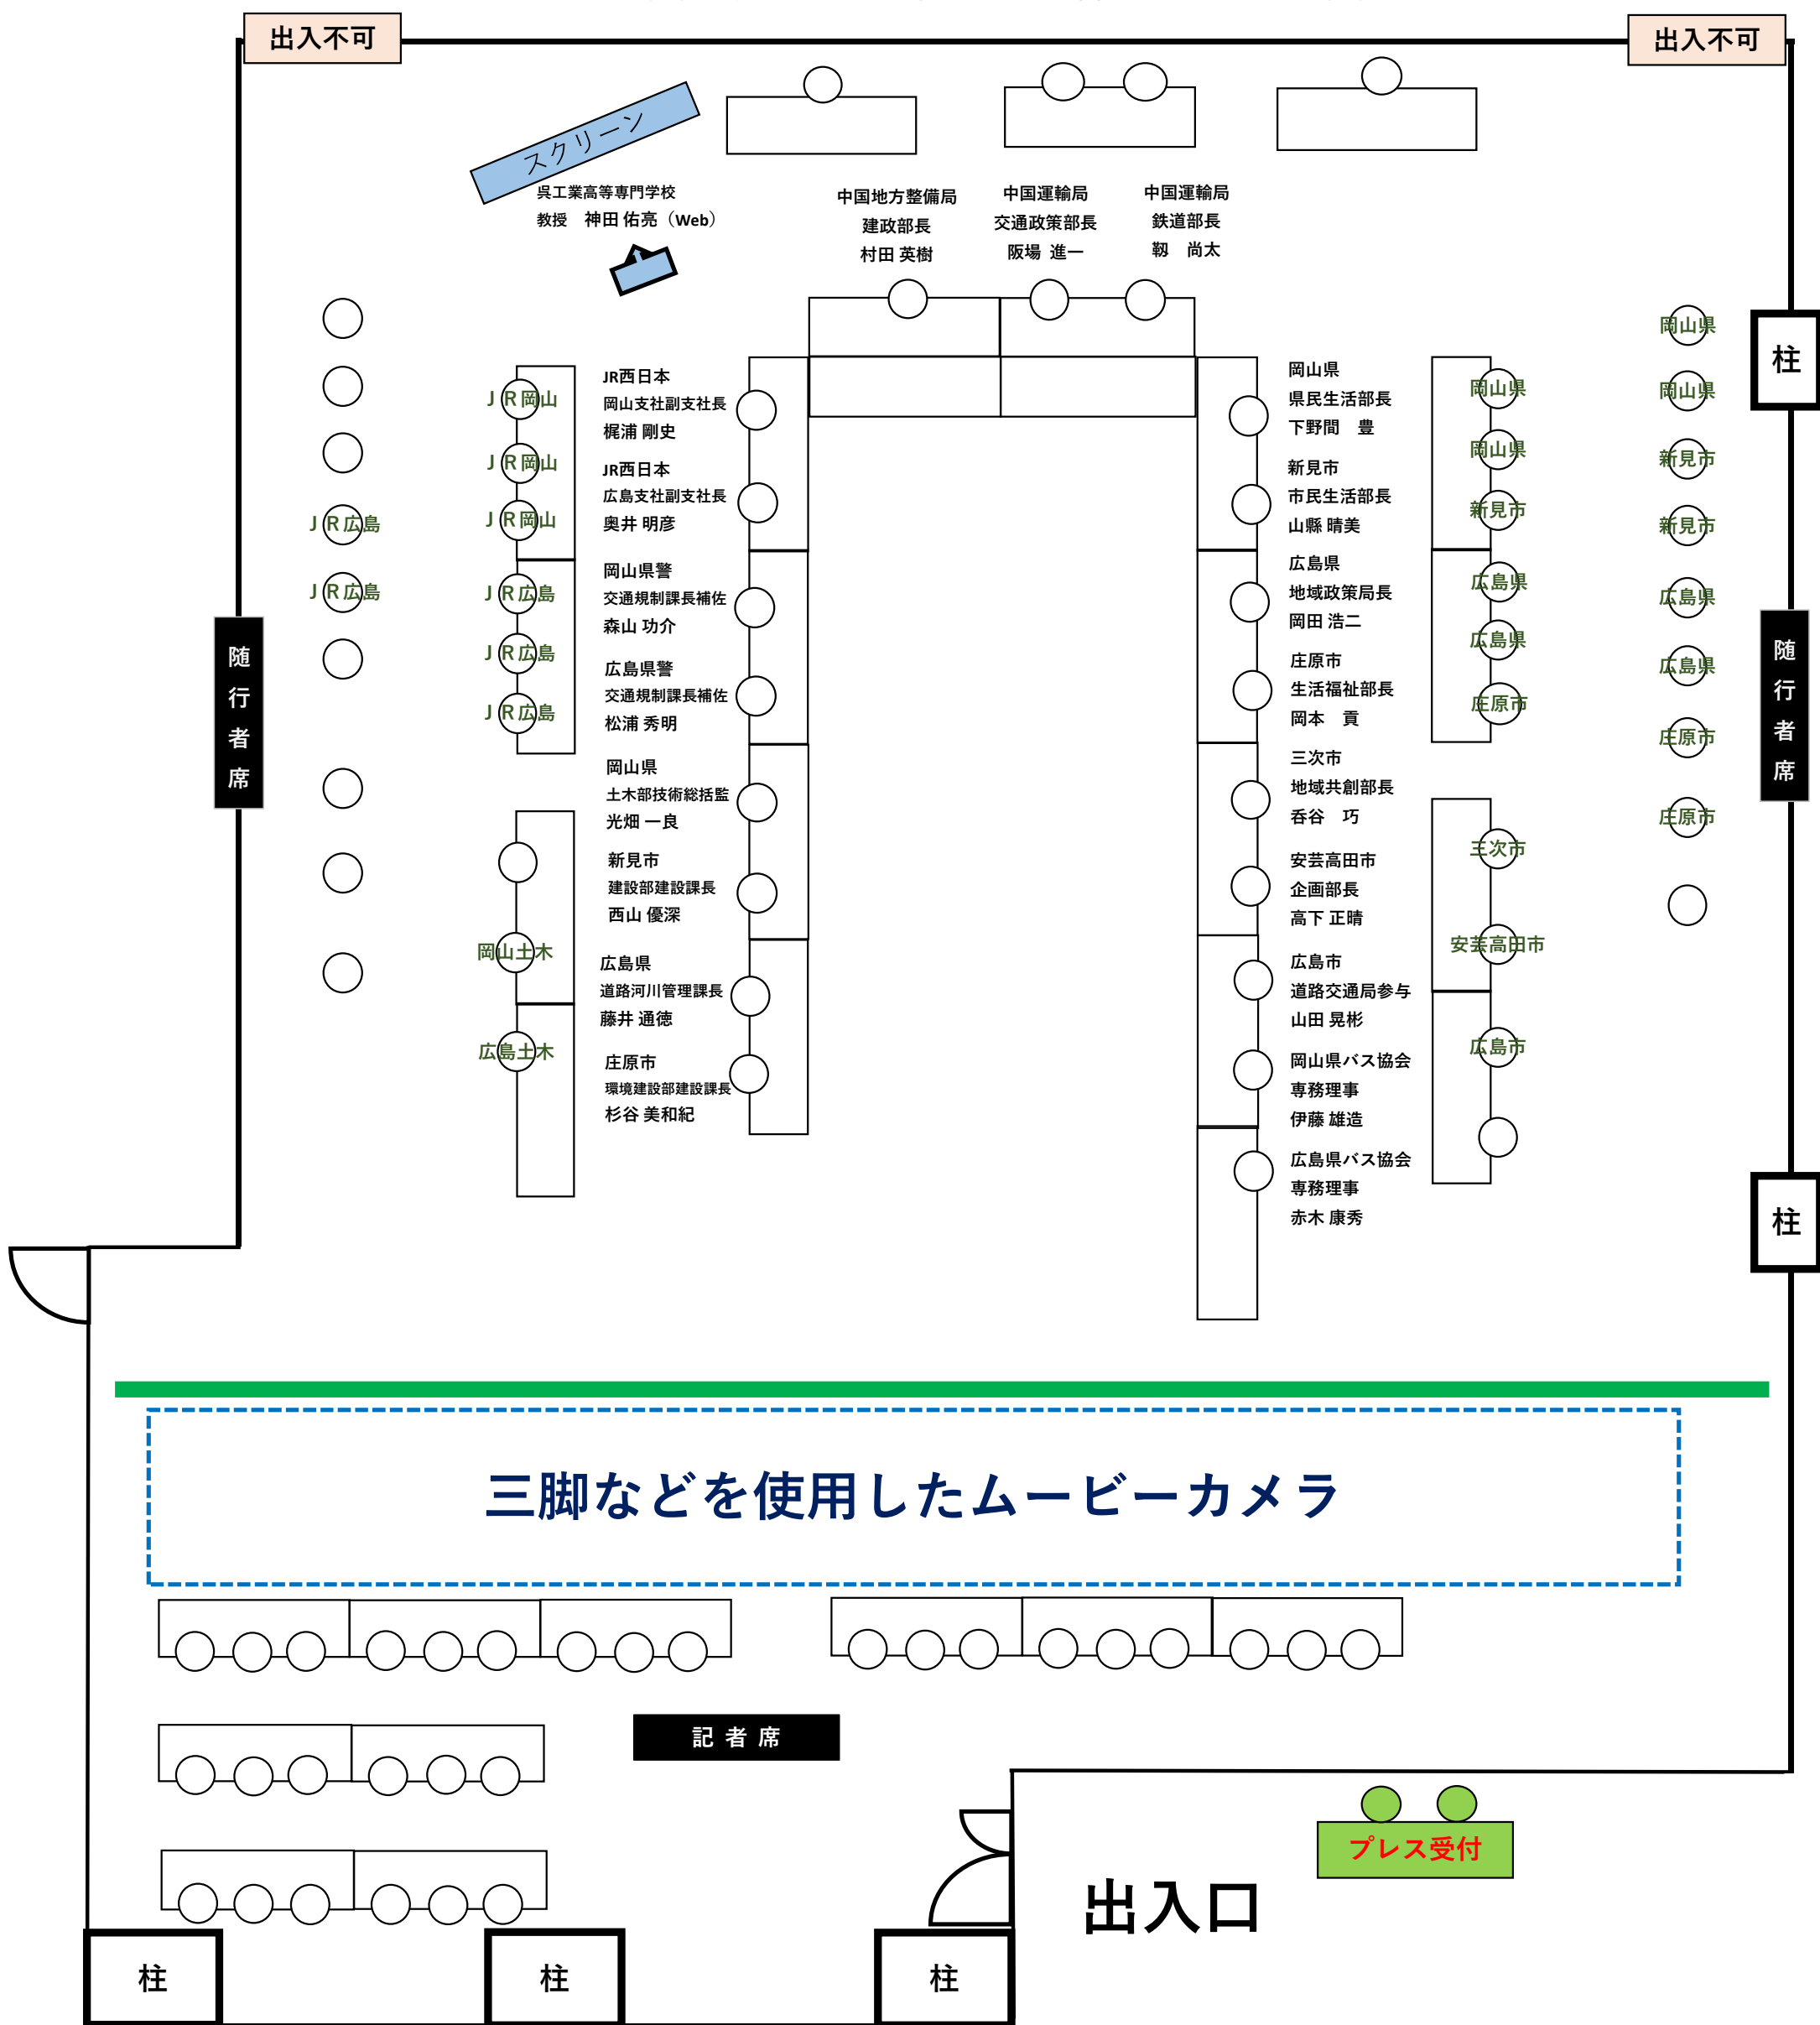 出入不可
出入不可
スクリーン
呉工業高等専門学校
教授 神田 佑亮（Web）
中国地方整備局
建政部長
村田 英樹
中国運輸局
交通政策部長
阪場 進一
中国運輸局
鉄道部長
靱 尚太
JR西日本
岡山支社副支社長
梶浦 剛史
JR西日本
広島支社副支社長
奥井 明彦
岡山県警
交通規制課長補佐
森山 功介
広島県警
交通規制課長補佐
松浦 秀明
岡山県
土木部技術総括監
光畑 一良
新見市
建設部建設課長
西山 優深
広島県
道路河川管理課長
藤井 通徳
庄原市
環境建設部建設課長
杉谷 美和紀
岡山県
県民生活部長
下野間 豊
新見市
市民生活部長
山縣 晴美
広島県
地域政策局長
岡田 浩二
庄原市
生活福祉部長
岡本 貢
三次市
地域共創部長
呑谷 巧
安芸高田市
企画部長
高下 正晴
広島市
道路交通局参与
山田 晃彬
岡山県バス協会
専務理事
伊藤 雄造
広島県バス協会
専務理事
赤木 康秀
ＪＲ広島
ＪＲ広島
ＪＲ岡山
ＪＲ岡山
ＪＲ岡山
ＪＲ広島
ＪＲ広島
ＪＲ広島
岡山土木
広島土木
岡山県
岡山県
新見市
広島県
広島県
庄原市
三次市
安芸高田市
広島市
岡山県
岡山県
新見市
新見市
広島県
広島県
庄原市
庄原市
随行者席
随行者席
柱
柱
三脚などを使用したムービーカメラ
記者席
プレス受付
出入口
柱
柱
柱